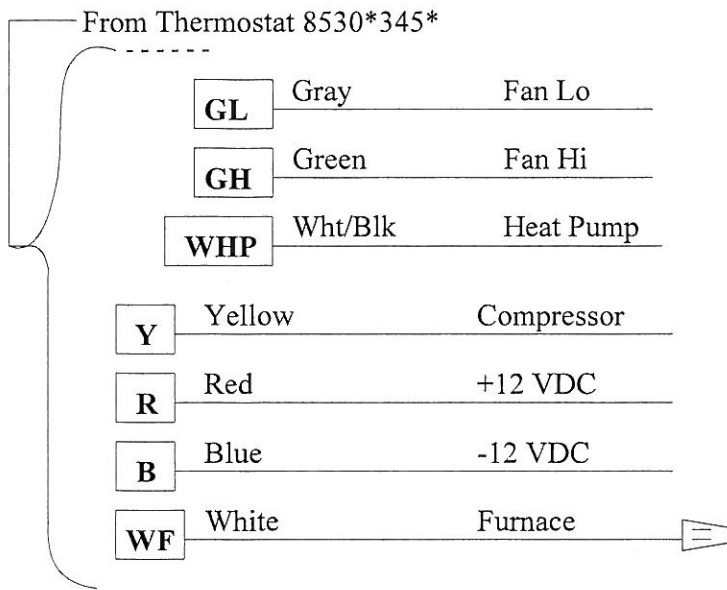 From Thermostat 8530*345*
GL Gray Fan Lo
GH Green Fan Hi
WHP Wht/Blk Heat Pump
Y Yellow Compressor
R Red +12 VDC
B Blue -12 VDC
WF White Furnace